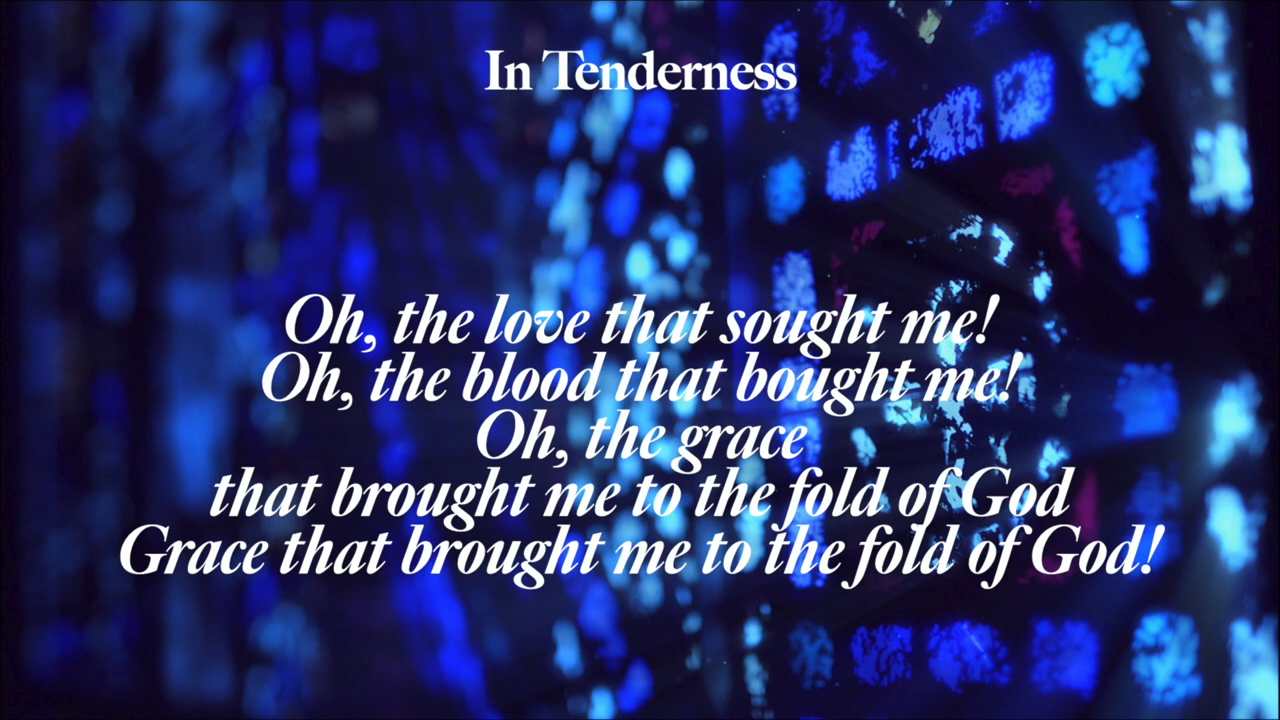 In Tenderness
Oh, the love that sought me!
Oh, the blood that bought me!
Oh, the grace
that brought me to the fold of God
Grace that brought me to the fold of God!